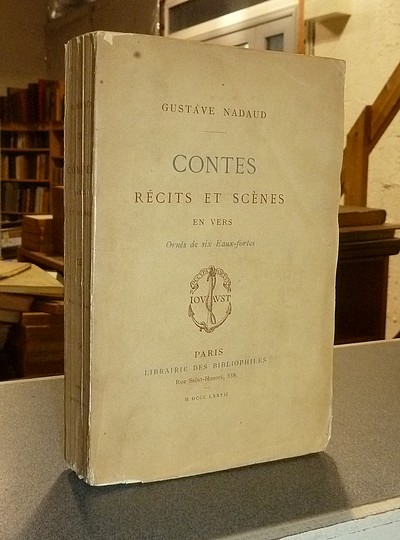 GUSTAVE NADAUD
CONTES
RÉCITS ET SCÈNES
EN VERS
Ornés de six Eaux-fortes
IOV AVST
PARIS
LIBRAIRIE DES BIBLIOPHILES
Rue Saint-Honoré, 338
M DCCC LXXVII